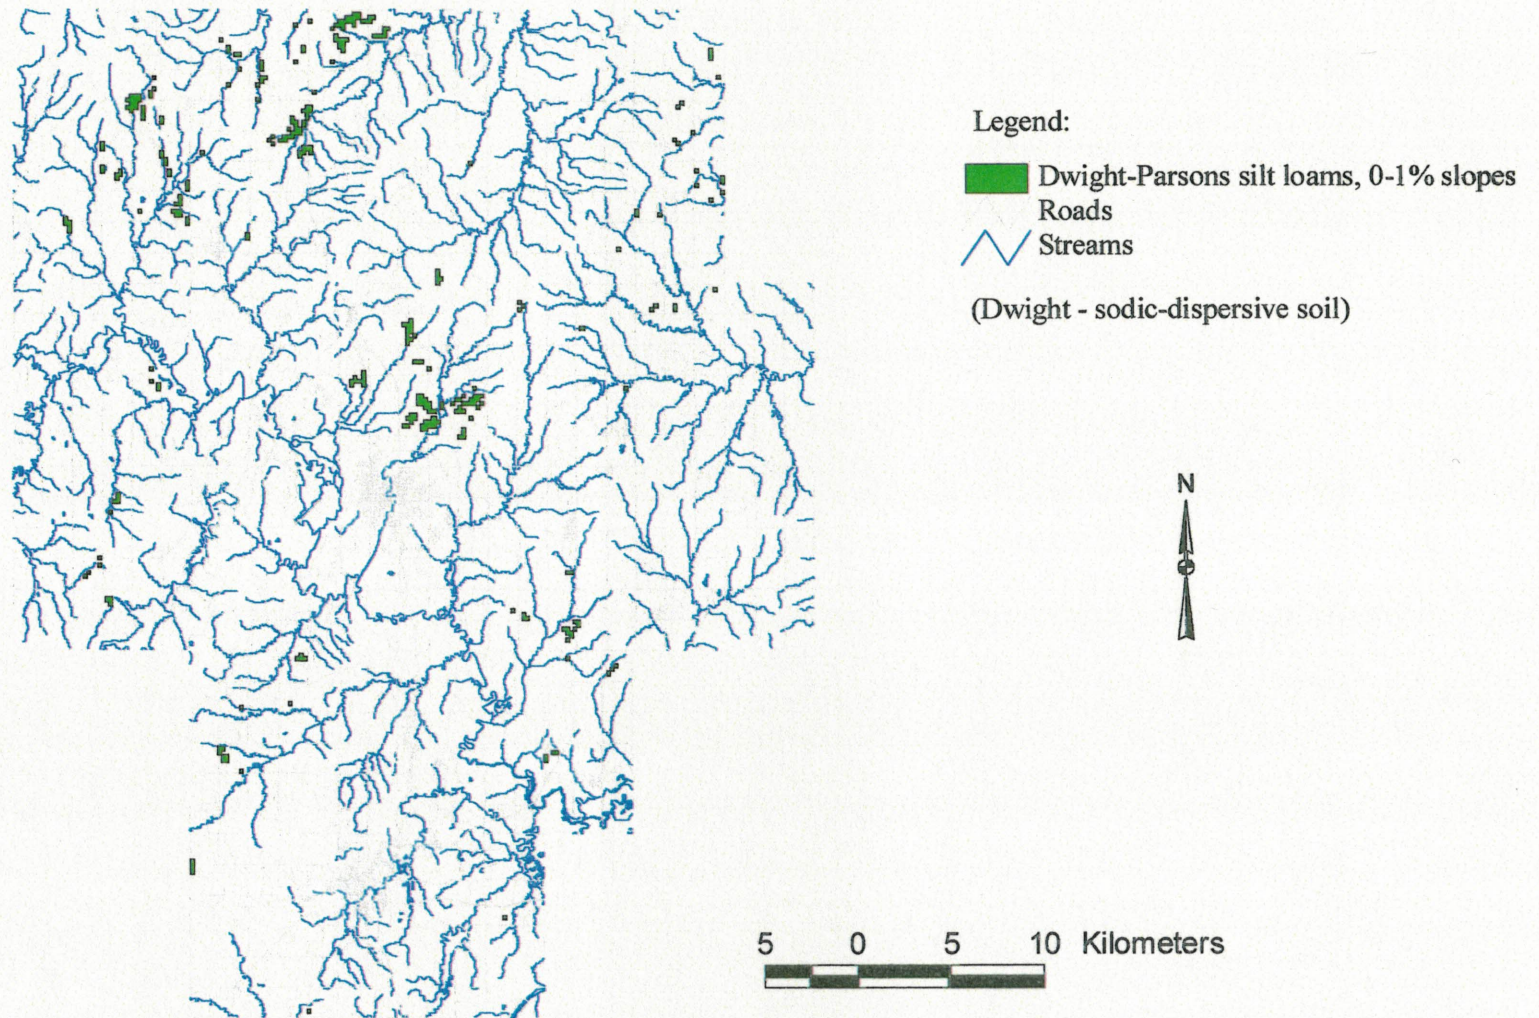 Legend:
Dwight-Parsons silt loams, 0-1% slopes
Roads
Streams
(Dwight - sodic-dispersive soil)
N
5 0 5 10 Kilometers